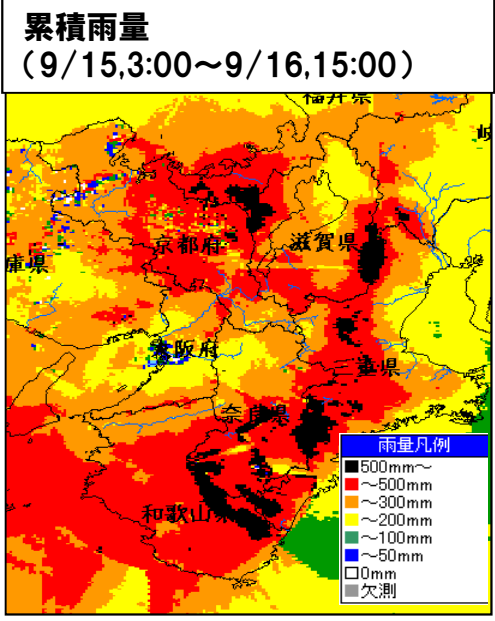 累積雨量
（9/15,3:00～9/16,15:00）
福井県
岐
京都府
滋賀県
庫県
大阪府
三重県
奈良県
和歌山県
雨量凡例
500mm～
～500mm
～300mm
～200mm
～100mm
～50mm
0mm
欠測